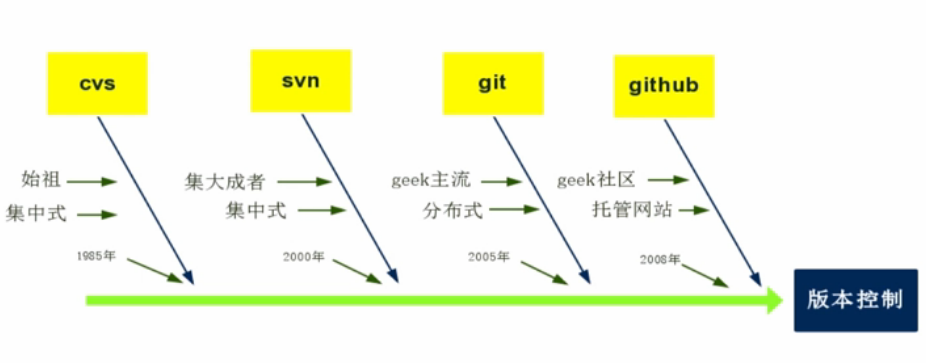 cvs
svn
git
github
始祖
集中式
1985年
集大成者
集中式
2000年
geek主流
分布式
2005年
geek社区
托管网站
2008年
版本控制